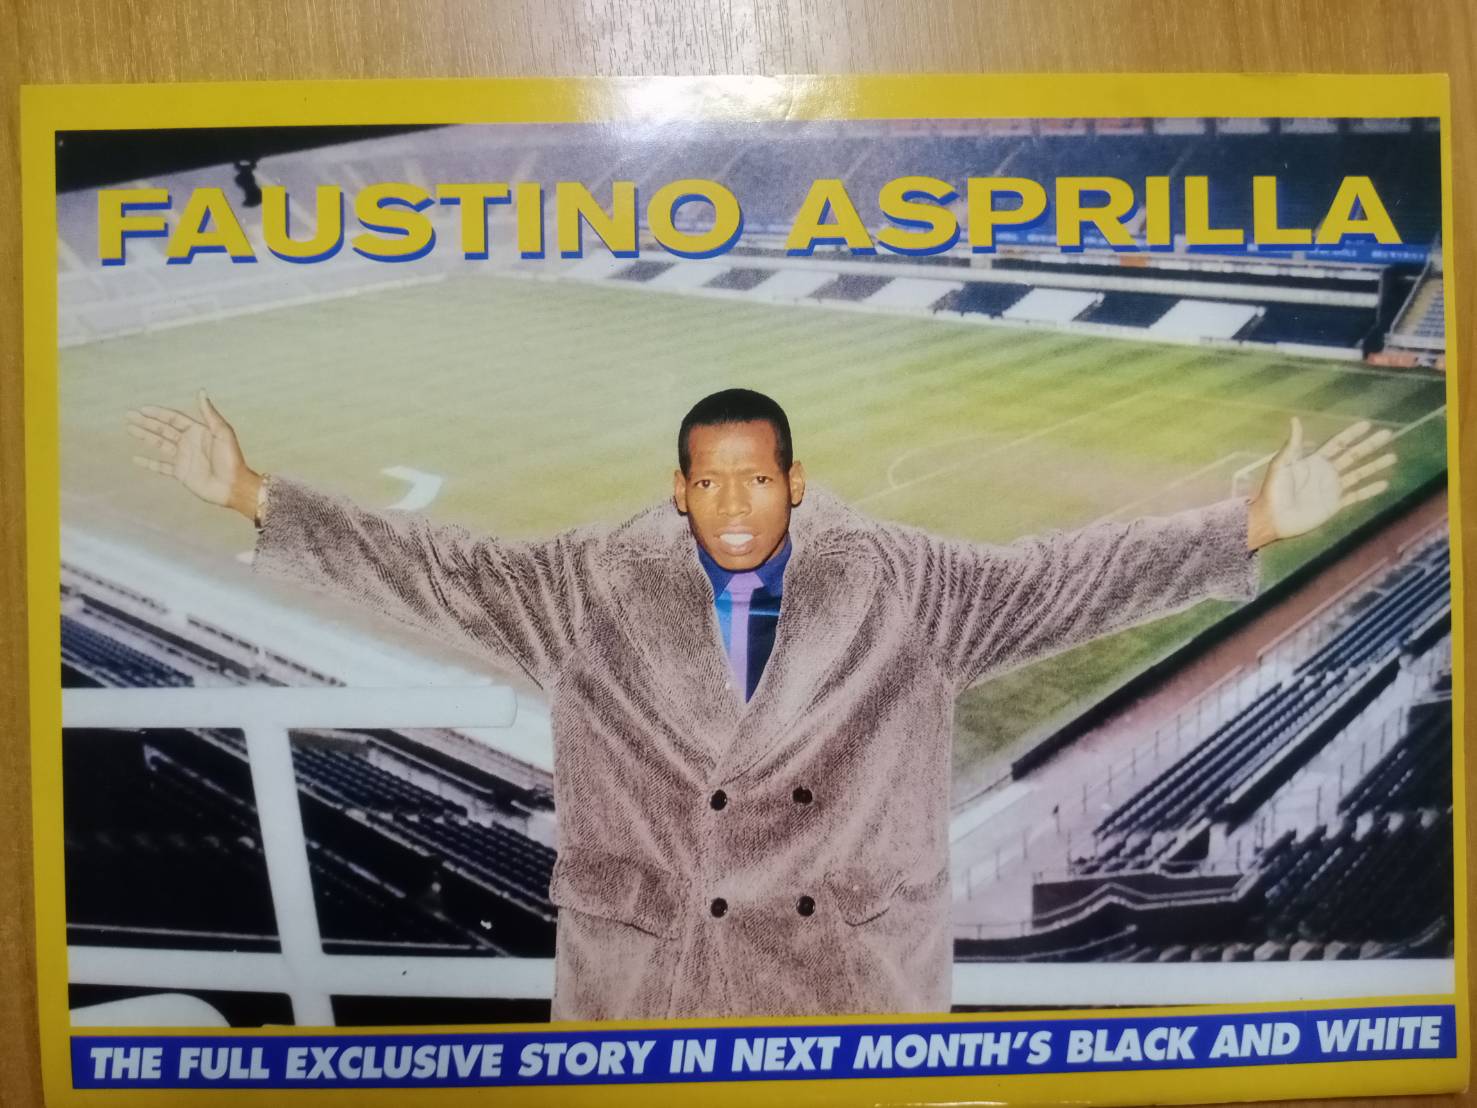 FAUSTINO ASPRILLA
THE FULL EXCLUSIVE STORY IN NEXT MONTH'S BLACK AND WHITE